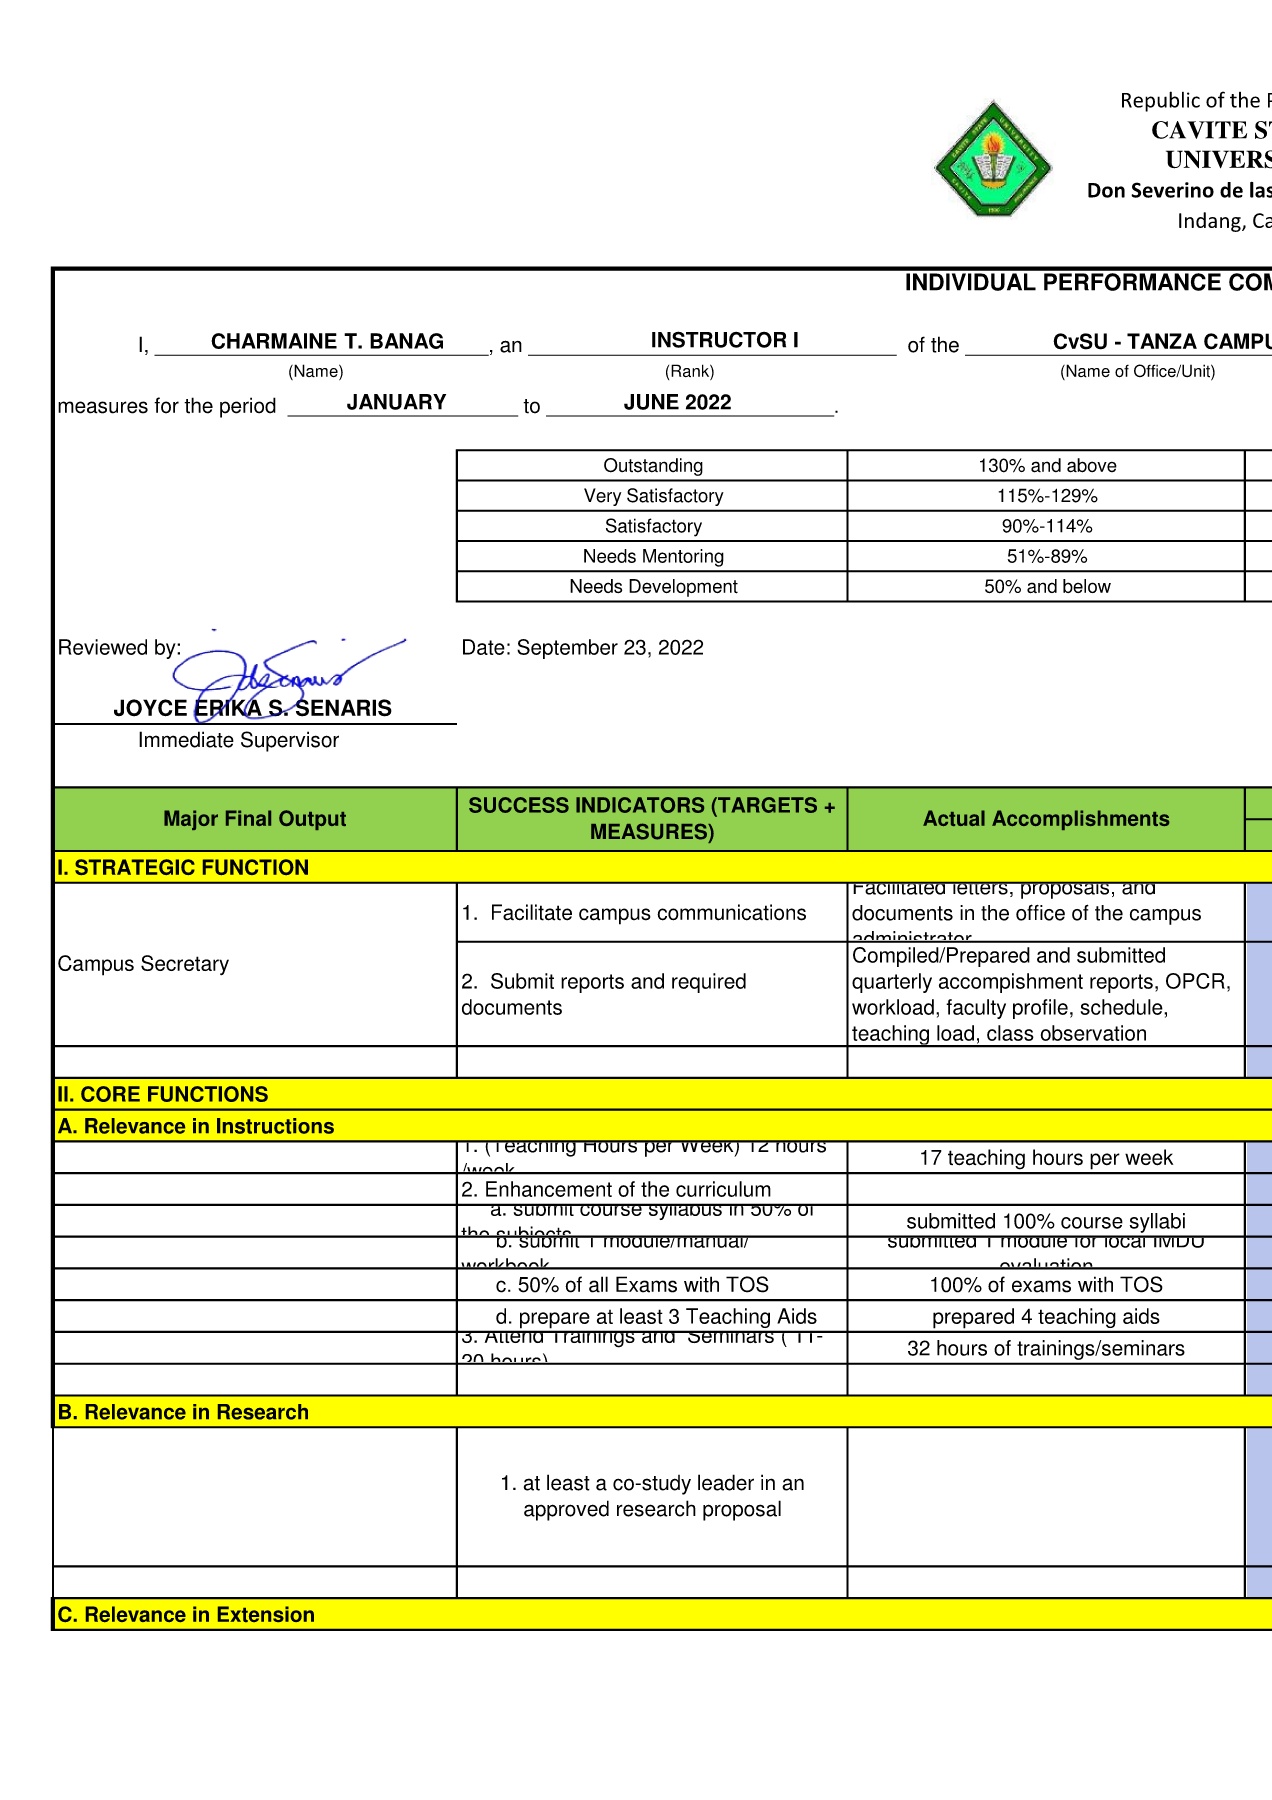 Republic of the
CAVITE
UNIVERS
Don Severino de las
Indang,
INDIVIDUAL PERFORMANCE
I, CHARMAINE T. BANAG, an INSTRUCTOR I of the CvSU - TANZA CAMPU
(Name) (Rank) (Name of Office/Unit)
measures for the period JANUARY to JUNE 2022.
Outstanding 130% and above
Very Satisfactory 115%-129%
Satisfactory 90%-114%
Needs Mentoring 51%-89%
Needs Development 50% and below
Reviewed by: Date: September 23, 2022
JOYCE ERIKA S. SENARIS
Immediate Supervisor
Major Final Output
SUCCESS INDICATORS (TARGETS +
MEASURES)
Actual Accomplishments
I. STRATEGIC FUNCTION
Campus Secretary
1. Facilitate campus communications
Facilitated letters, proposals, and
documents in the office of the campus
administrator
2. Submit reports and required
documents
Compiled/Prepared and submitted
quarterly accompishment reports, OPCR,
workload, faculty profile, schedule,
teaching load, class observation
II. CORE FUNCTIONS
A. Relevance in Instructions
1. (Teaching Hours per Week) 12 hours
/week
17 teaching hours per week
2. Enhancement of the curriculum
a. submit course syllabus in 50% of
the subjects
submitted 100% course syllabi
b. submit 1 module/manual/
workbook
submitted 1 module for local IMDU
evaluation
c. 50% of all Exams with TOS
100% of exams with TOS
d. prepare at least 3 Teaching Aids
prepared 4 teaching aids
3. Attend Trainings and Seminars ( 11-
20 hours)
32 hours of trainings/seminars
B. Relevance in Research
1. at least a co-study leader in an
approved research proposal
C. Relevance in Extension